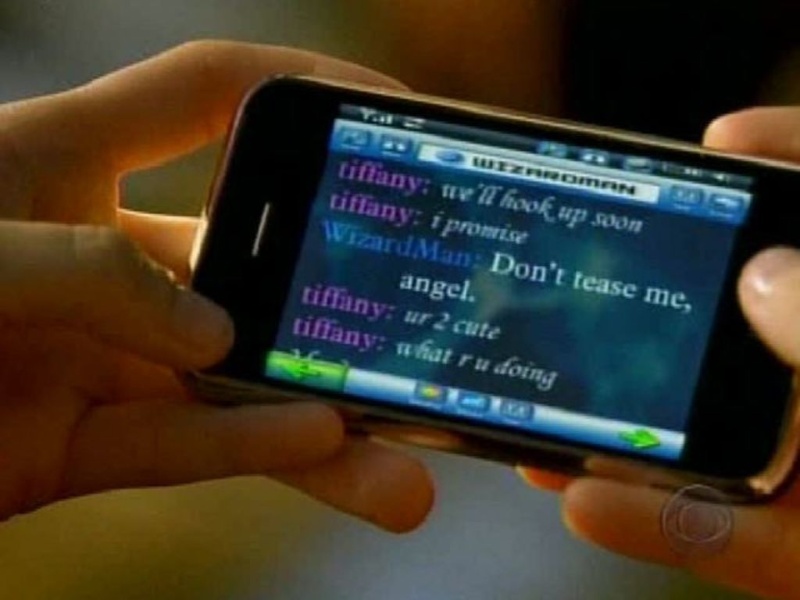 WIZARDMAN
tiffany: we'll hook up soon
tiffany: i promise
WizardMan: Don't tease me,
angel.
tiffany: ur 2 cute
tiffany: what r u doing